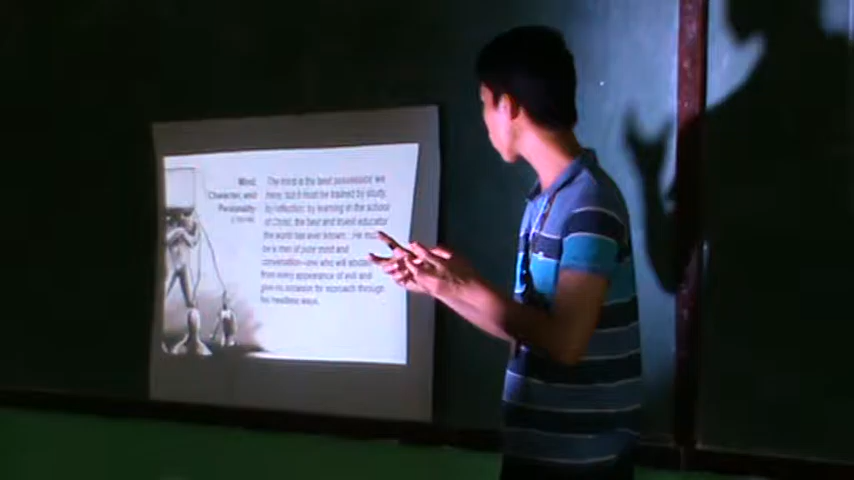 Mind,
Character, and
Personality
The mind is the best possession we
have, but it must be trained by study,
by reflection, by learning in the school
of Christ, the best and truest educator
the world has ever known. He must
be a man of pure mind and
conversation—one who will abstain
from every appearance of evil and
give no occasion for reproach through
his heedless ways.